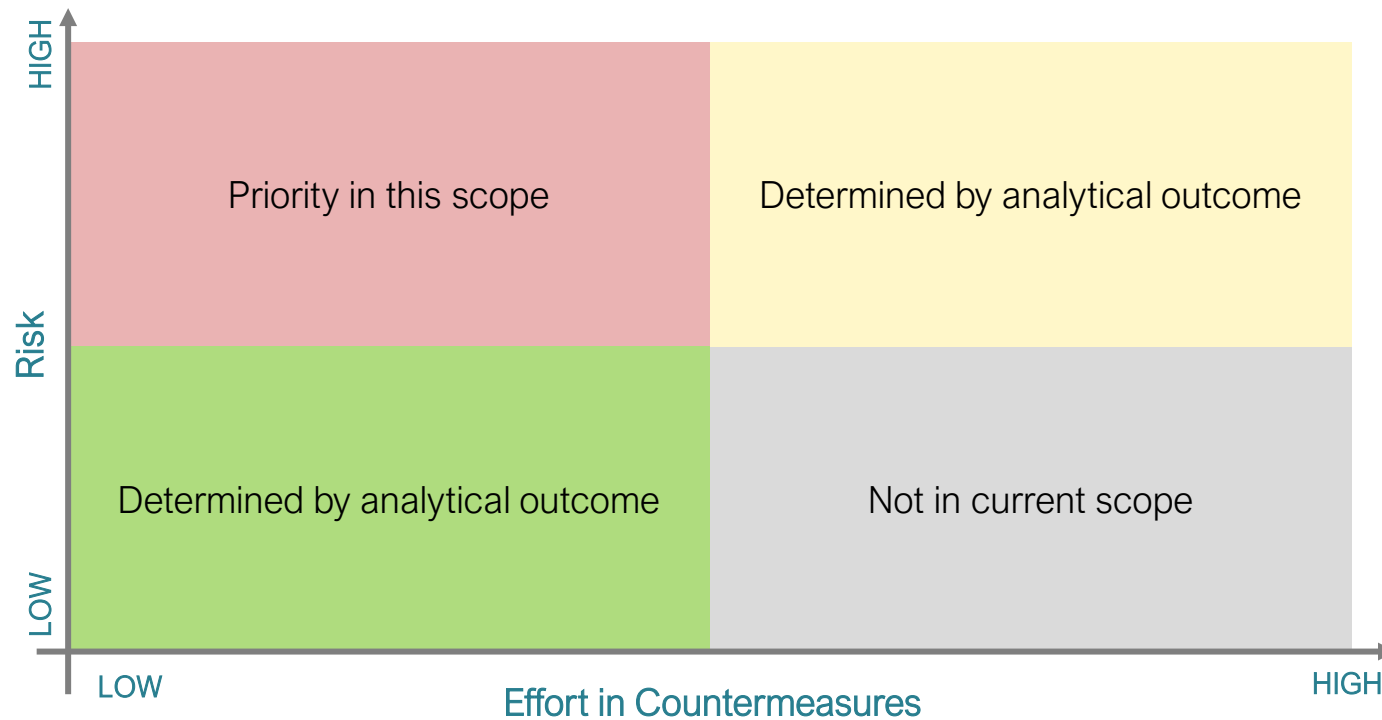 HIGH
Priority in this scope
Determined by analytical outcome
Risk
Determined by analytical outcome
Not in current scope
LOW
LOW
Effort in Countermeasures
HIGH